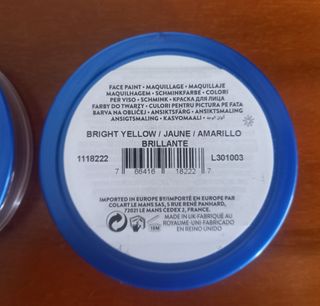 FACE PAINT • MAQUILLAGE • MAQUILLAJE
MAQUILHAGEM • SCHMINKFARBE • COLORI
PER VISO • SCHMINK • КРАСКА ДЛЯ ЛИЦА
FARBY DO TWARZY • CULORI PENTRU PICTURA PE FATA
BARVA NA OBLIČEJ • ANSIKTSFÄRG • ANSIKTSMALING
ANSIGTSMALING • KASVOMAALI •
BRIGHT YELLOW / JAUNE / AMARILLO
BRILLANTE
1118222 L301003
7 66416 18222 7
IMPORTED IN EUROPE BY/IMPORTÉ EN EUROPE PAR
COLART LE MANS SAS, 5 RUE RENÉ PANHARD,
72021 LE MANS CEDEX 2, FRANCE.
18M
MADE IN UK-FABRIQUÉ AU
ROYAUME-UNI-FABRICADO
EN REINO UNIDO